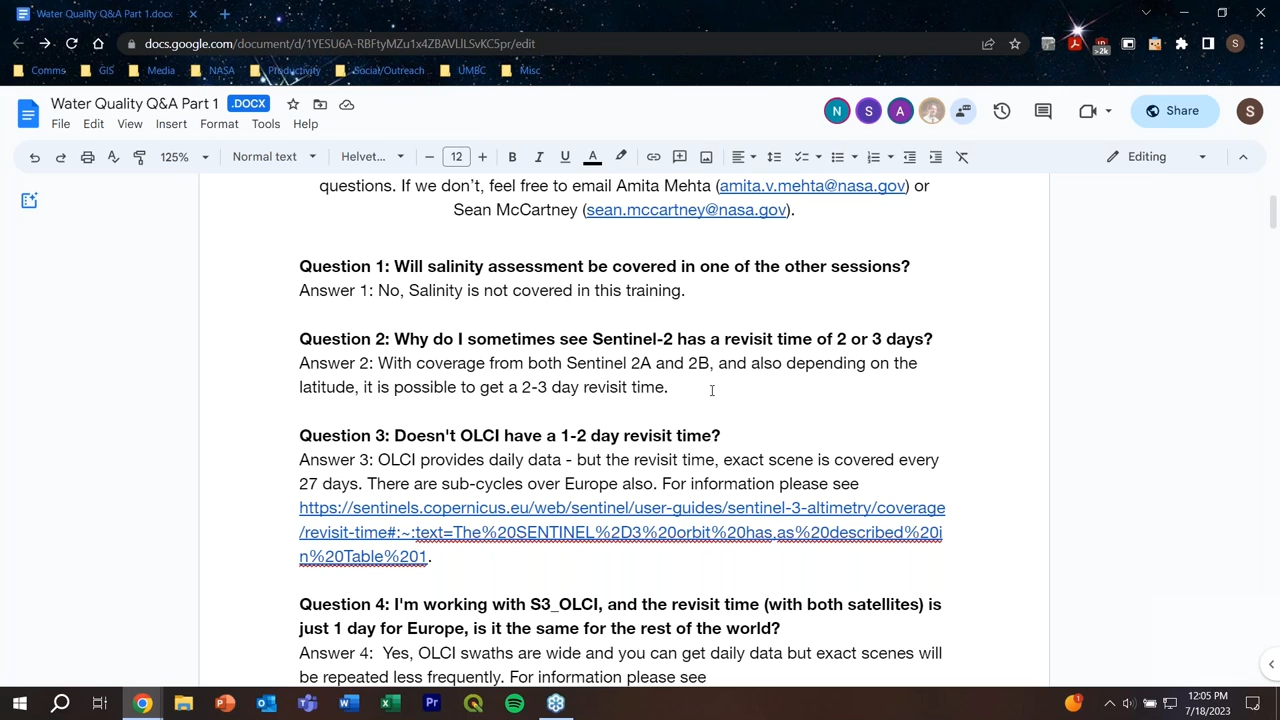 Water Quality Q&A Part 1.docx
docs.google.com/document/d/1YESU6A-RBFtyMZu1x4ZBAVLlLSvKC5pr/edit
S
Comms GIS Media NASA Productivity Social/Outreach UMBC Misc
Water Quality Q&A Part 1 .DOCX
N S A Share S
File Edit View Insert Format Tools Help
125% Normal text Helvet... 12 B I U A Editing
questions. If we don't, feel free to email Amita Mehta (amita.v.mehta@nasa.gov) or
Sean McCartney (sean.mccartney@nasa.gov).
Question 1: Will salinity assessment be covered in one of the other sessions?
Answer 1: No, Salinity is not covered in this training.
Question 2: Why do I sometimes see Sentinel-2 has a revisit time of 2 or 3 days?
Answer 2: With coverage from both Sentinel 2A and 2B, and also depending on the
latitude, it is possible to get a 2-3 day revisit time.
Question 3: Doesn't OLCI have a 1-2 day revisit time?
Answer 3: OLCI provides daily data - but the revisit time, exact scene is covered every
27 days. There are sub-cycles over Europe also. For information please see
https://sentinels.copernicus.eu/web/sentinel/user-guides/sentinel-3-altimetry/coverage
/revisit-time#:~:text=The%20SENTINEL%2D3%20orbit%20has,as%20described%20i
n%20Table%201.
Question 4: I'm working with S3_OLCI, and the revisit time (with both satellites) is
just 1 day for Europe, is it the same for the rest of the world?
Answer 4: Yes, OLCI swaths are wide and you can get daily data but exact scenes will
be repeated less frequently. For information please see
12:05 PM
7/18/2023